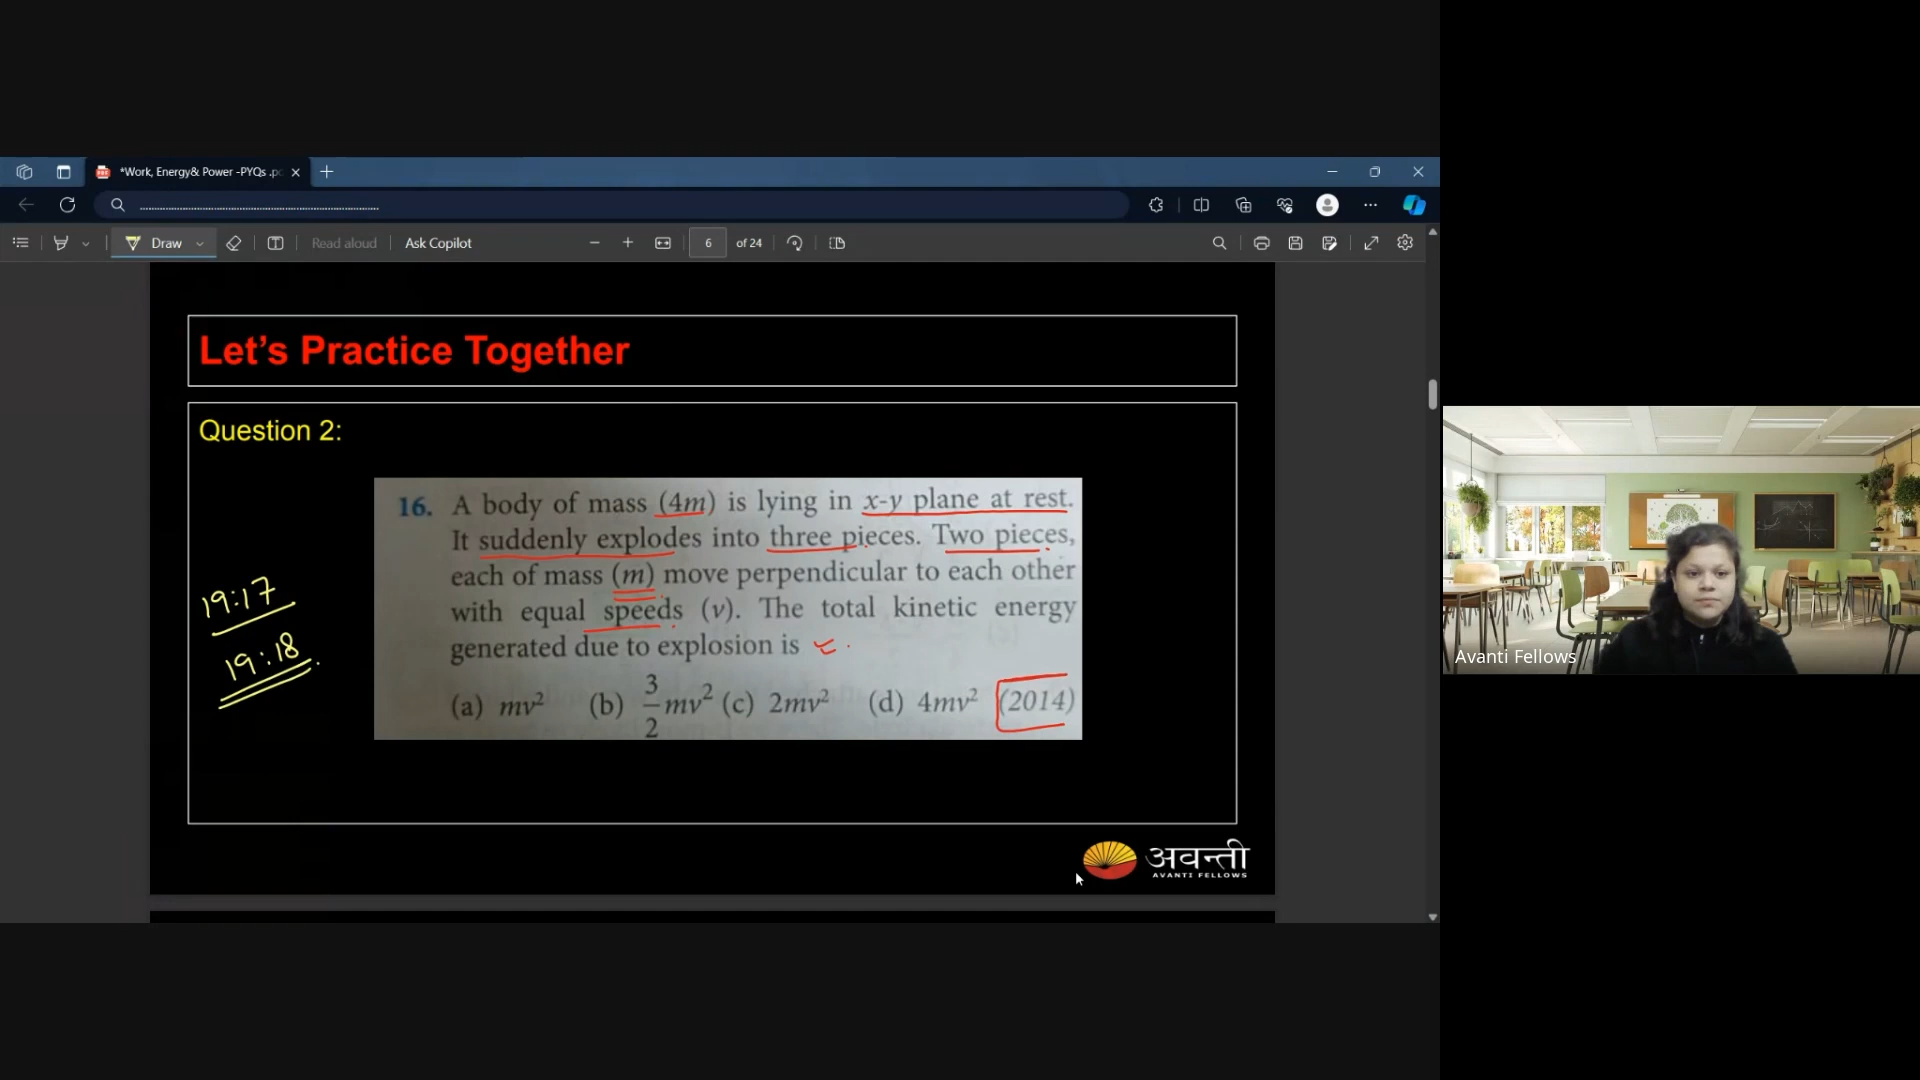 *Work, Energy& Power -PYQs .p
Draw
Read aloud
Ask Copilot
6
of 24
Let's Practice Together
Question 2:
16. A body of mass (4m) is lying in x-y plane at rest.
It suddenly explodes into three pieces. Two pieces,
each of mass (m) move perpendicular to each other
with equal speeds (v). The total kinetic energy
generated due to explosion is
(a) mv² (b) 3/2 mv² (c) 2mv² (d) 4mv² (2014)
19:17
19:18
अवन्ती
AVANTI FELLOWS
Avanti Fellows